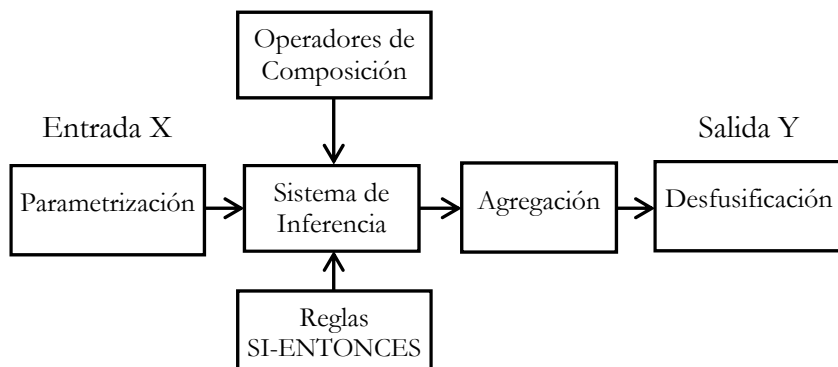 Operadores de
Composición
Entrada X
Salida Y
Parametrización
Sistema de
Inferencia
Agregación
Desfusificación
Reglas
SI-ENTONCES